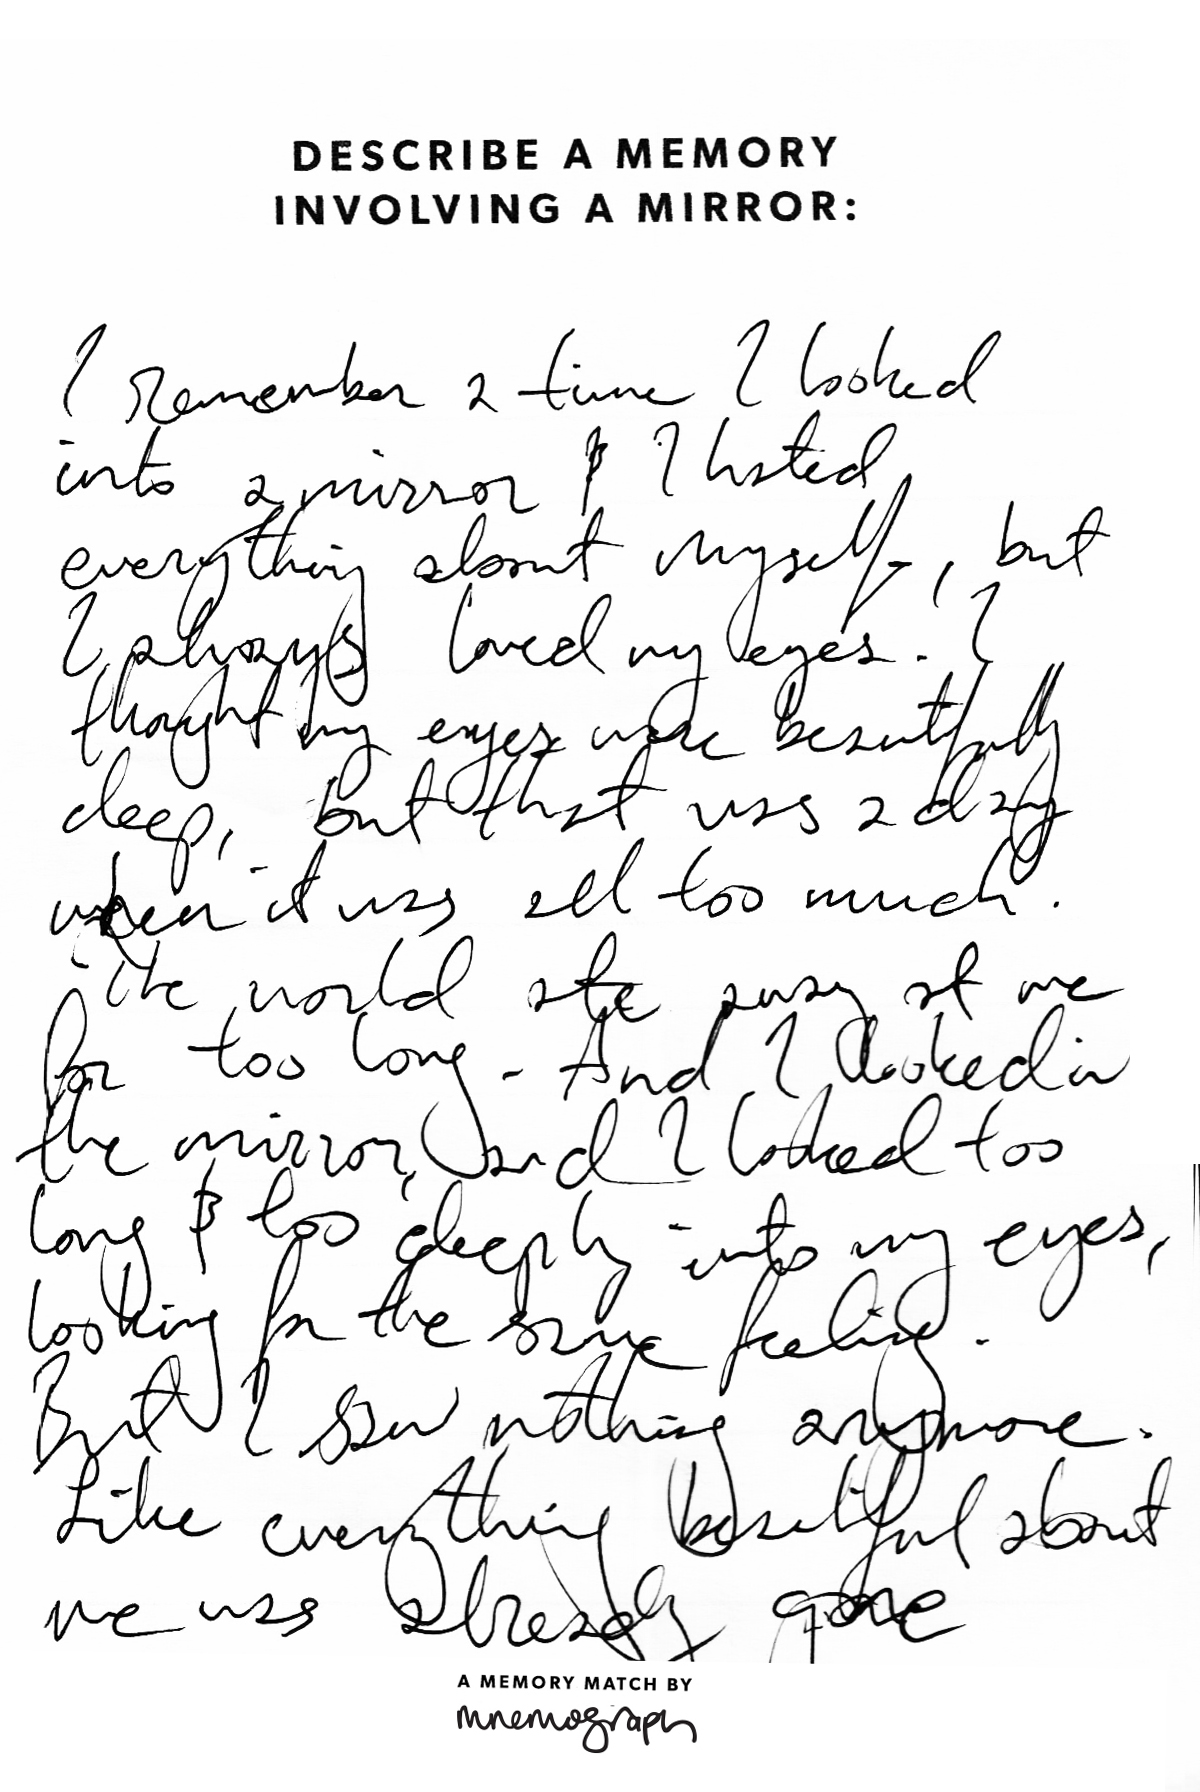 DESCRIBE A MEMORY
INVOLVING A MIRROR:
I remember a time I looked
into a mirror & I hated
everything about myself, but
I always loved my eyes. I
thought my eyes were beautifully
deep, but that was a day
when it was all too much.
The world ate away at me
for too long. And I looked in
the mirror, and I looked too
long & too deeply into my eyes,
looking for the same feeling.
But I saw nothing anymore.
Like everything beautiful about
me was already gone
A MEMORY MATCH BY
mnemograph